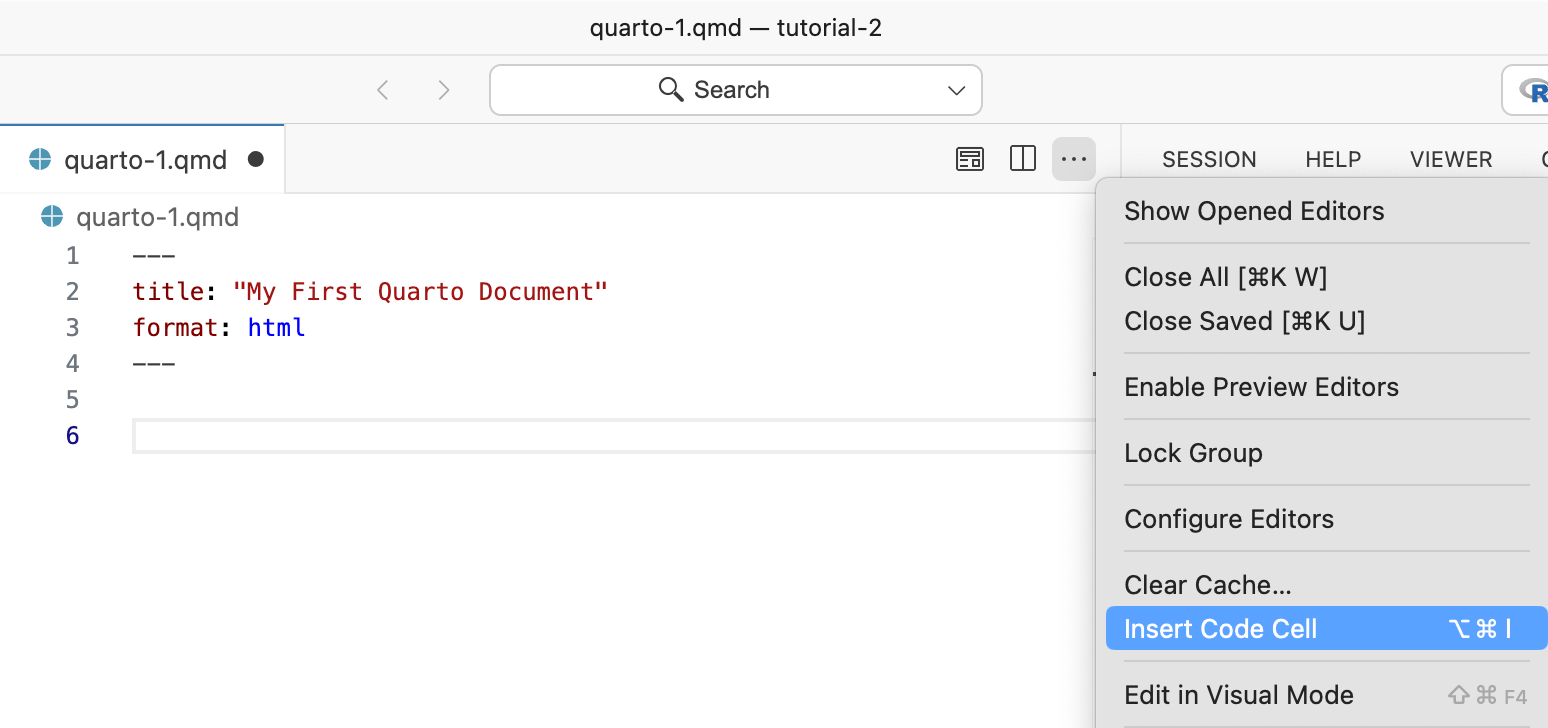 quarto-1.qmd — tutorial-2
Search
R
quarto-1.qmd
SESSION HELP VIEWER
quarto-1.qmd
1 ---
2 title: "My First Quarto Document"
3 format: html
4 ---
5
6
Show Opened Editors
Close All [⌘K W]
Close Saved [⌘K U]
Enable Preview Editors
Lock Group
Configure Editors
Clear Cache...
Insert Code Cell ⌥⌘I
Edit in Visual Mode ⇧⌘F4